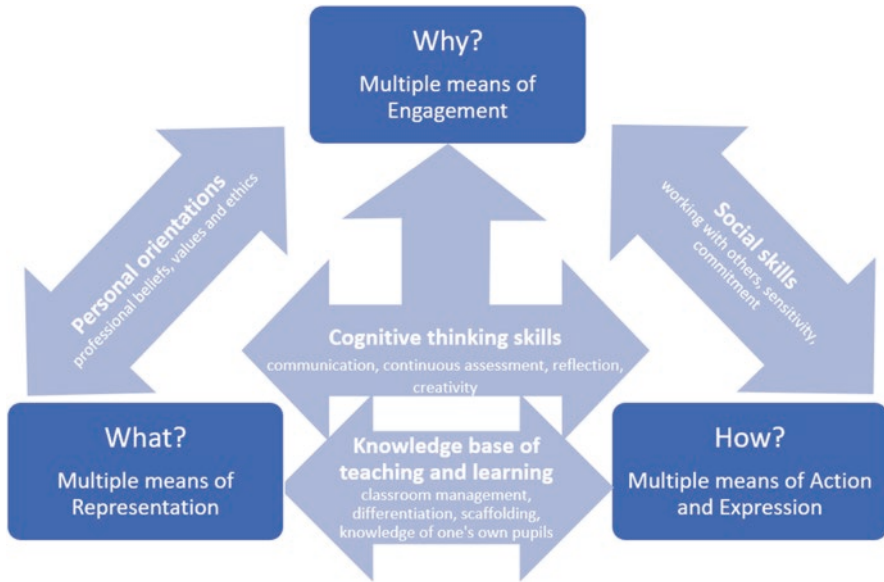 Why?
Multiple means of
Engagement
Personal orientations
professional beliefs, values and ethics
Social skills
working with others, sensitivity,
commitment
Cognitive thinking skills
communication, continuous assessment, reflection,
creativity
What?
Multiple means of
Representation
Knowledge base of
teaching and learning
classroom management,
differentiation, scaffolding,
knowledge of one's own pupils
How?
Multiple means of Action
and Expression